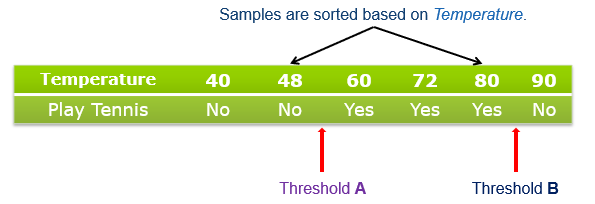 Samples are sorted based on Temperature.
Temperature 40 48 60 72 80 90
Play Tennis No No Yes Yes Yes No
Threshold A Threshold B